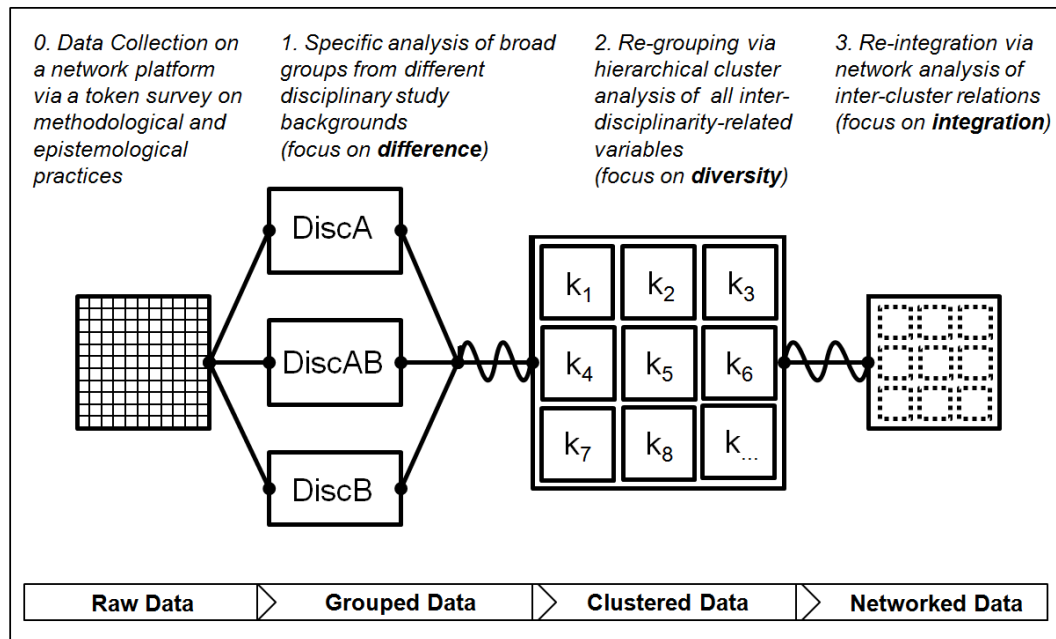 0. Data Collection on
a network platform
via a token survey on
methodological and
epistemological
practices
1. Specific analysis of broad
groups from different
disciplinary study
backgrounds
(focus on difference)
2. Re-grouping via
hierarchical cluster
analysis of all inter-
disciplinarity-related
variables
(focus on diversity)
3. Re-integration via
network analysis of
inter-cluster relations
(focus on integration)
DiscA
DiscAB
DiscB
k1 k2 k3
k4 k5 k6
k7 k8 k...
Raw Data
Grouped Data
Clustered Data
Networked Data